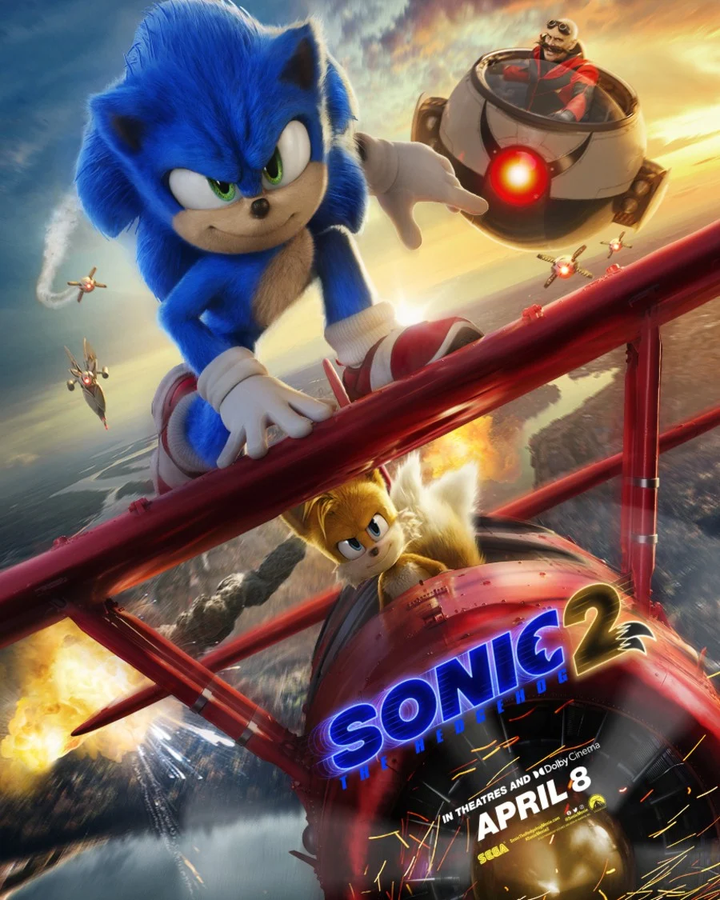 SONIC 2
THE HEDGEHOG
IN THEATRES AND Dolby Cinema
APRIL 8
SEGA